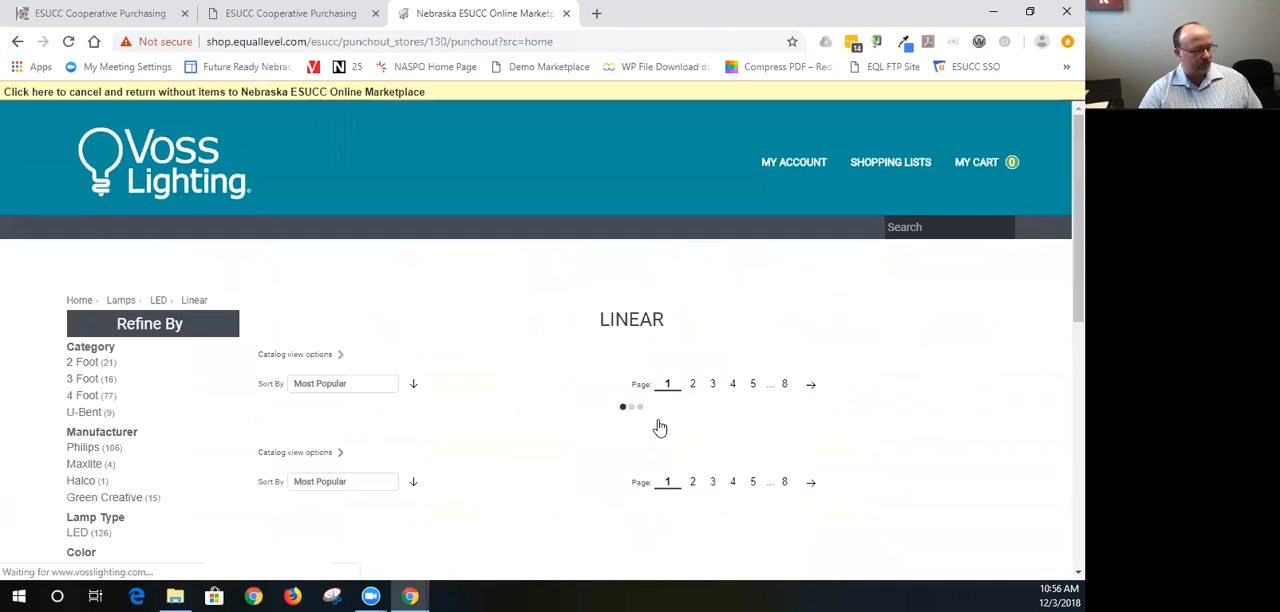 ESUCC Cooperative Purchasing
ESUCC Cooperative Purchasing
Nebraska ESUCC Online Marketp
Not secure
shop.equallevel.com/esucc/punchout_stores/130/punchout?src=home
14
Apps
My Meeting Settings
Future Ready Nebras
N 25
NASPO Home Page
Demo Marketplace
WP File Download d
Compress PDF – Red
EQL FTP Site
ESUCC SSO
Click here to cancel and return without items to Nebraska ESUCC Online Marketplace
Voss
Lighting
MY ACCOUNT
SHOPPING LISTS
MY CART 0
Search
Home
Lamps
LED
Linear
Refine By
LINEAR
Category
2 Foot (21)
3 Foot (16)
4 Foot (77)
U-Bent (9)
Manufacturer
Philips (106)
Maxlite (4)
Halco (1)
Green Creative (15)
Lamp Type
LED (126)
Color
Catalog view options
Sort By Most Popular
Page: 1 2 3 4 5 ... 8
Catalog view options
Sort By Most Popular
Page: 1 2 3 4 5 ... 8
Waiting for www.vosslighting.com...
10:56 AM
12/3/2018